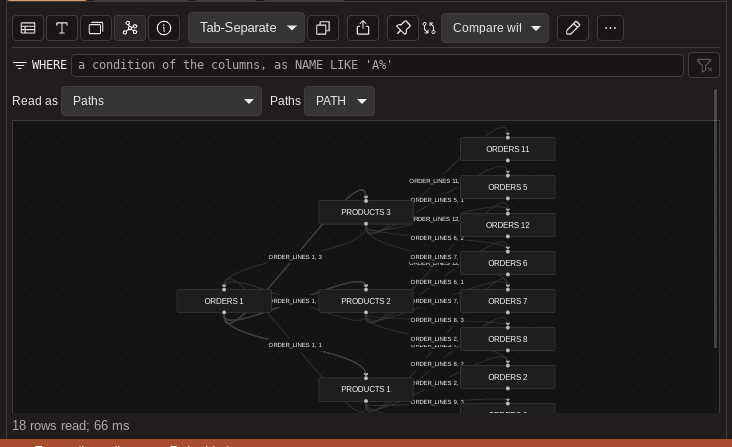 Tab-Separate
Compare wit
WHERE a condition of the columns, as NAME LIKE 'A%'
Read as Paths Paths PATH
ORDERS 11
ORDER_LINES 11,
ORDERS 5
ORDER_LINES 5, 1
PRODUCTS 3
ORDER_LINES 12,
ORDERS 12
ORDER_LINES 6, 2
ORDER_LINES 1, 3
ORDER_LINES 7,
ORDERS 6
ORDER_LINES 12,
ORDER_LINES 6, 1
ORDERS 1
ORDER_LINES 1,
PRODUCTS 2
ORDER_LINES 7,
ORDERS 7
ORDER_LINES 8, 3
ORDER_LINES 1, 1
ORDER_LINES 2,
ORDERS 8
ORDER_LINES 8, 2
ORDERS 2
PRODUCTS 1
ORDER_LINES 2,
ORDER_LINES 9, 3
18 rows read; 66 ms